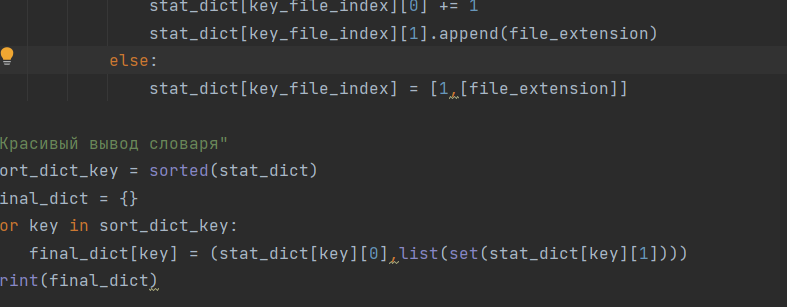 stat_dict[key_file_index][0] += 1
stat_dict[key_file_index][1].append(file_extension)
else:
stat_dict[key_file_index] = [1,[file_extension]]
Красивый вывод словаря"
ort_dict_key = sorted(stat_dict)
inal_dict = {}
or key in sort_dict_key:
final_dict[key] = (stat_dict[key][0],list(set(stat_dict[key][1])))
rint(final_dict)